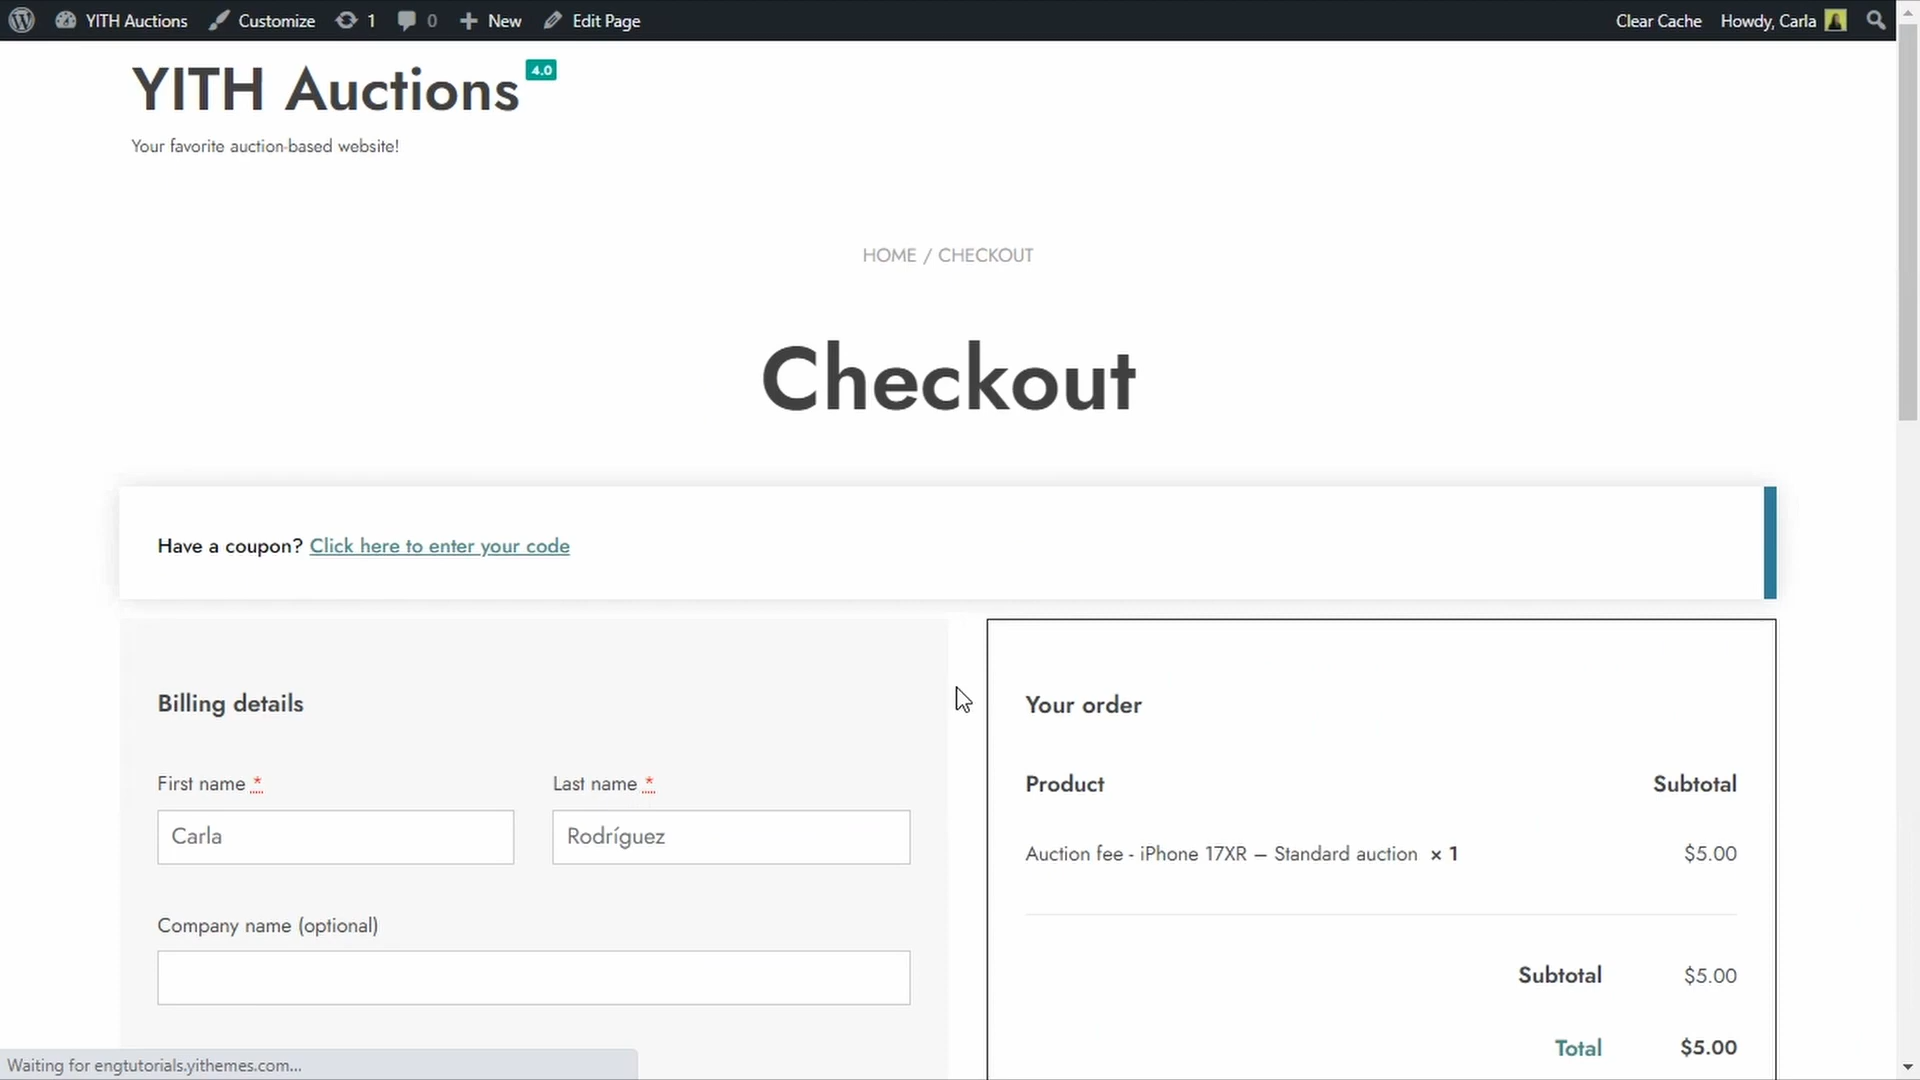 YITH Auctions Customize 1 0 New Edit Page Clear Cache Howdy, Carla
YITH Auctions 4.0
Your favorite auction-based website!
HOME / CHECKOUT
Checkout
Have a coupon? Click here to enter your code
Billing details
First name * Last name *
Carla Rodríguez
Company name (optional)
Your order
Product Subtotal
Auction fee - iPhone 17XR – Standard auction × 1 $5.00
Subtotal $5.00
Total $5.00
Waiting for engtutorials.yithemes.com...